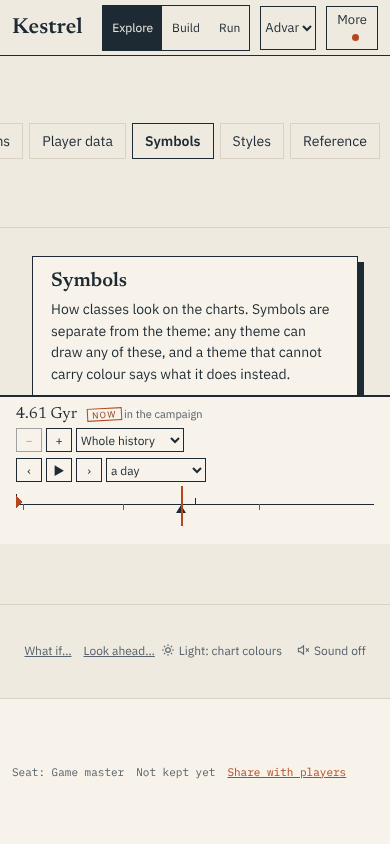 Kestrel Explore Build Run Advar More
ns Player data Symbols Styles Reference
Symbols
How classes look on the charts. Symbols are
separate from the theme: any theme can
draw any of these, and a theme that cannot
carry colour says what it does instead.
4.61 Gyr NOW in the campaign
− + Whole history
‹ ▶ › a day
What if... Look ahead... Light: chart colours Sound off
Seat: Game master Not kept yet Share with players